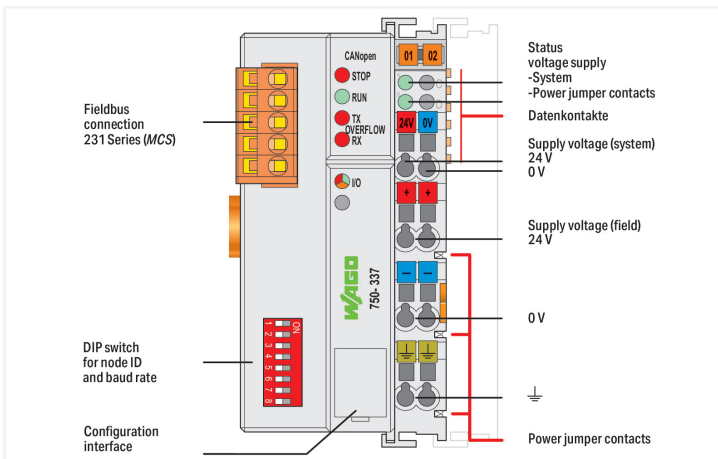 Fieldbus
connection
231 Series (MCS)
DIP switch
for node ID
and baud rate
Configuration
interface
CANopen
STOP
RUN
TX
OVERFLOW
RX
I/O
WAGO
750-337
ON
1
2
3
4
5
6
7
8
01 02
C
D
24V 0V
+ +
— —
Status
voltage supply
-System
-Power jumper contacts
Datenkontakte
Supply voltage (system)
24 V
0 V
Supply voltage (field)
24 V
0 V
Power jumper contacts